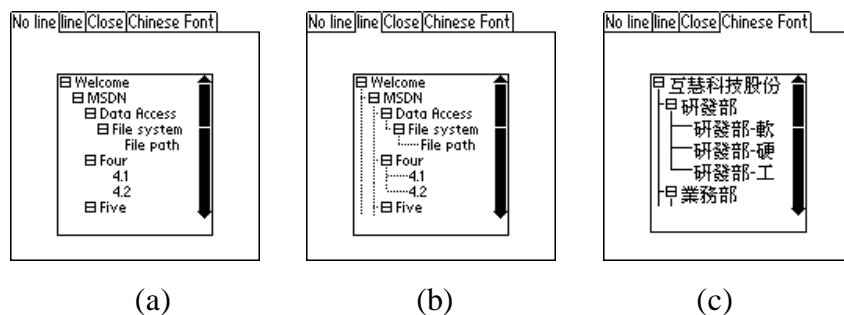 No line line Close Chinese Font
Welcome
MSDN
Data Access
File system
File path
Four
4.1
4.2
Five
(a)
No line line Close Chinese Font
Welcome
MSDN
Data Access
File system
File path
Four
4.1
4.2
Five
(b)
No line line Close Chinese Font
互慧科技股份
研發部
研發部-軟
研發部-硬
研發部-工
業務部
(c)